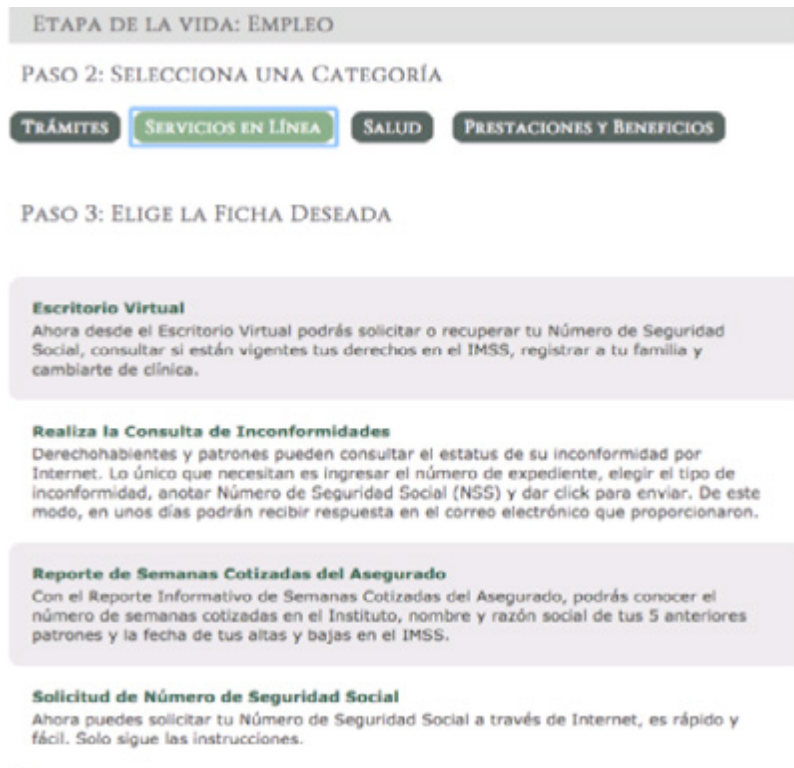 ETAPA DE LA VIDA: EMPLEO
PASO 2: SELECCIONA UNA CATEGORÍA
TRÁMITES SERVICIOS EN LÍNEA SALUD PRESTACIONES Y BENEFICIOS
PASO 3: ELIGE LA FICHA DESEADA
Escritorio Virtual
Ahora desde el Escritorio Virtual podrás solicitar o recuperar tu Número de Seguridad
Social, consultar si están vigentes tus derechos en el IMSS, registrar a tu familia y
cambiarte de clínica.
Realiza la Consulta de Inconformidades
Derechohabientes y patrones pueden consultar el estatus de su inconformidad por
Internet. Lo único que necesitan es ingresar el número de expediente, elegir el tipo de
inconformidad, anotar Número de Seguridad Social (NSS) y dar click para enviar. De este
modo, en unos días podrán recibir respuesta en el correo electrónico que proporcionaron.
Reporte de Semanas Cotizadas del Asegurado
Con el Reporte Informativo de Semanas Cotizadas del Asegurado, podrás conocer el
número de semanas cotizadas en el Instituto, nombre y razón social de tus 5 anteriores
patrones y la fecha de tus altas y bajas en el IMSS.
Solicitud de Número de Seguridad Social
Ahora puedes solicitar tu Número de Seguridad Social a través de Internet, es rápido y
fácil. Solo sigue las instrucciones.